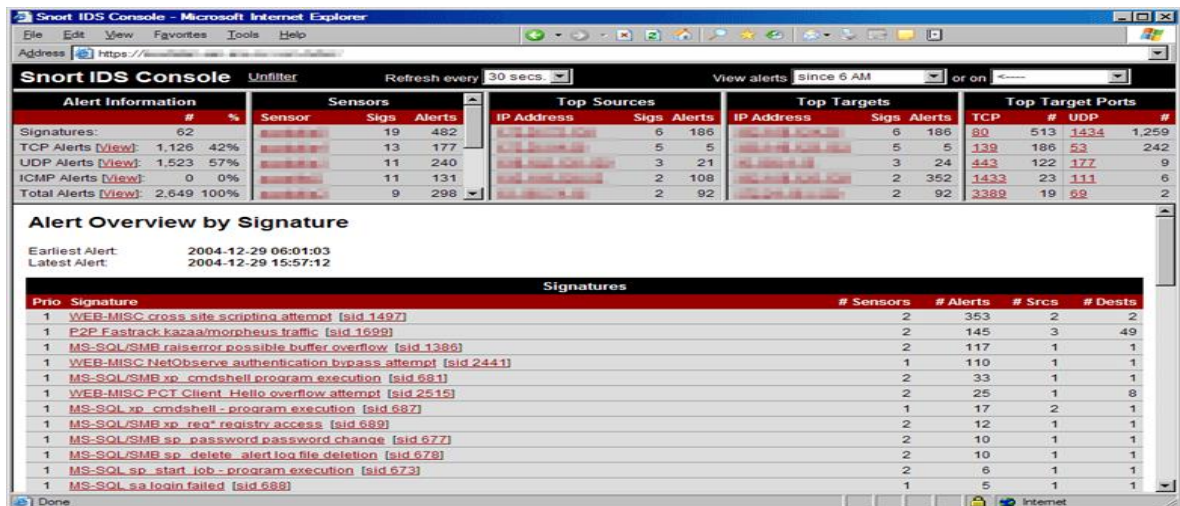 Snort IDS Console - Microsoft Internet Explorer
File Edit View Favorites Tools Help
Address https://
Snort IDS Console Unfilter Refresh every 30 secs. View alerts since 6 AM or on <----
Alert Information Sensors Top Sources Top Targets Top Target Ports
# % Sensor Sigs Alerts IP Address Sigs Alerts IP Address Sigs Alerts TCP # UDP #
Signatures: 62 19 482 6 186 6 186 80 513 1434 1,259
TCP Alerts [View]: 1,126 42% 13 177 5 5 5 5 139 186 53 242
UDP Alerts [View]: 1,523 57% 11 240 3 21 3 24 443 122 177 9
ICMP Alerts [View]: 0 0% 11 131 2 108 2 352 1433 23 111 6
Total Alerts [View]: 2,649 100% 9 298 2 92 2 92 3389 19 69 2
Alert Overview by Signature
Earliest Alert: 2004-12-29 06:01:03
Latest Alert: 2004-12-29 15:57:12
Signatures
Prio Signature # Sensors # Alerts # Srcs # Dests
1 WEB-MISC cross site scripting attempt [sid 1497] 2 353 2 2
1 P2P Fastrack kazaa/morpheus traffic [sid 1699] 2 145 3 49
1 MS-SQL/SMB raiserror possible buffer overflow [sid 1386] 2 117 1 1
1 WEB-MISC NetObserve authentication bypass attempt [sid 2441] 1 110 1 1
1 MS-SQL/SMB xp_cmdshell program execution [sid 681] 2 33 1 1
1 WEB-MISC PCT Client_Hello overflow attempt [sid 2515] 2 25 1 8
1 MS-SQL xp_cmdshell - program execution [sid 687] 1 17 2 1
1 MS-SQL/SMB xp_reg* registry access [sid 689] 2 12 1 1
1 MS-SQL/SMB sp_password password change [sid 677] 2 10 1 1
1 MS-SQL/SMB sp_delete_alert log file deletion [sid 678] 2 10 1 1
1 MS-SQL sp_start_job - program execution [sid 673] 2 6 1 1
1 MS-SQL sa login failed [sid 688] 1 5 1 1
Done Internet